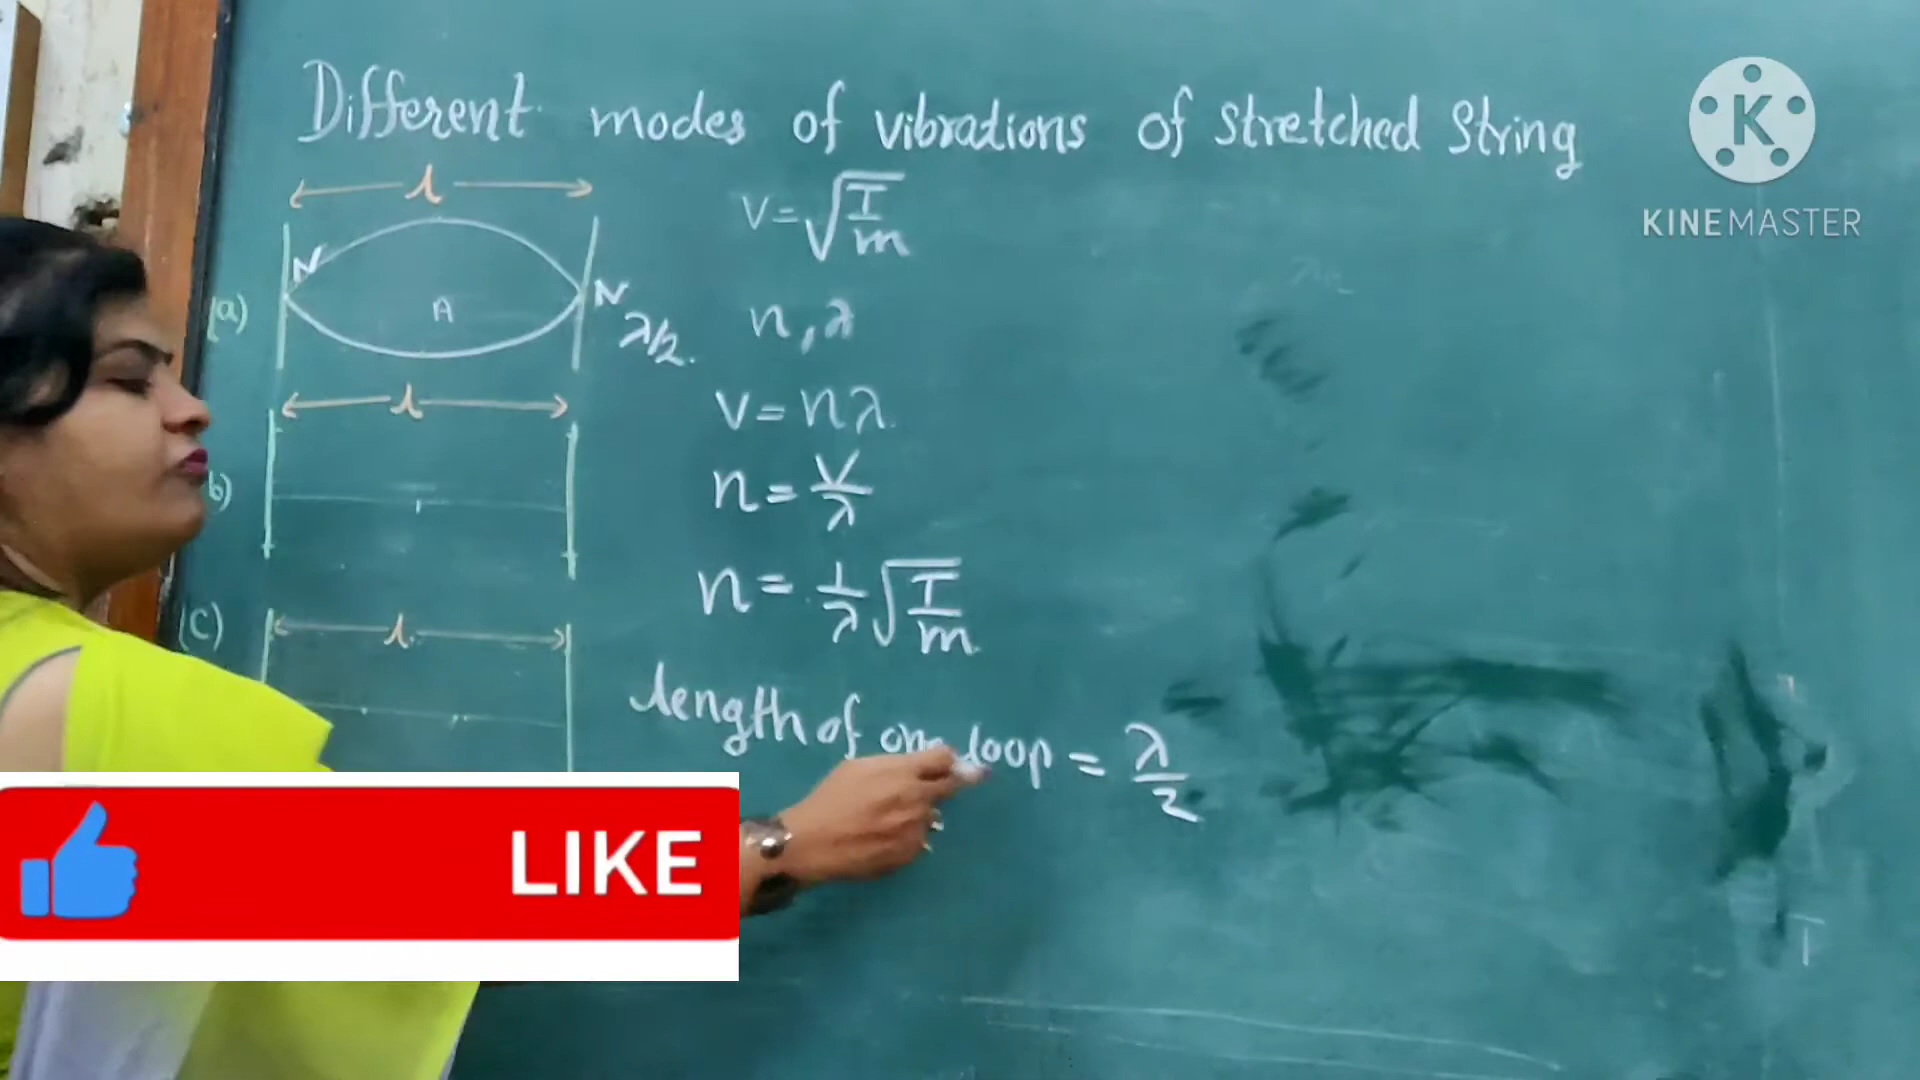 Different modes of vibrations of stretched string
K
KINEMASTER
l
N
A
N
λ/2.
(a)
v=√T/m
n, λ
l
v=nλ.
b)
n=v/λ
n=1/λ√T/m
(c)
l.
length of one loop = λ/2
LIKE